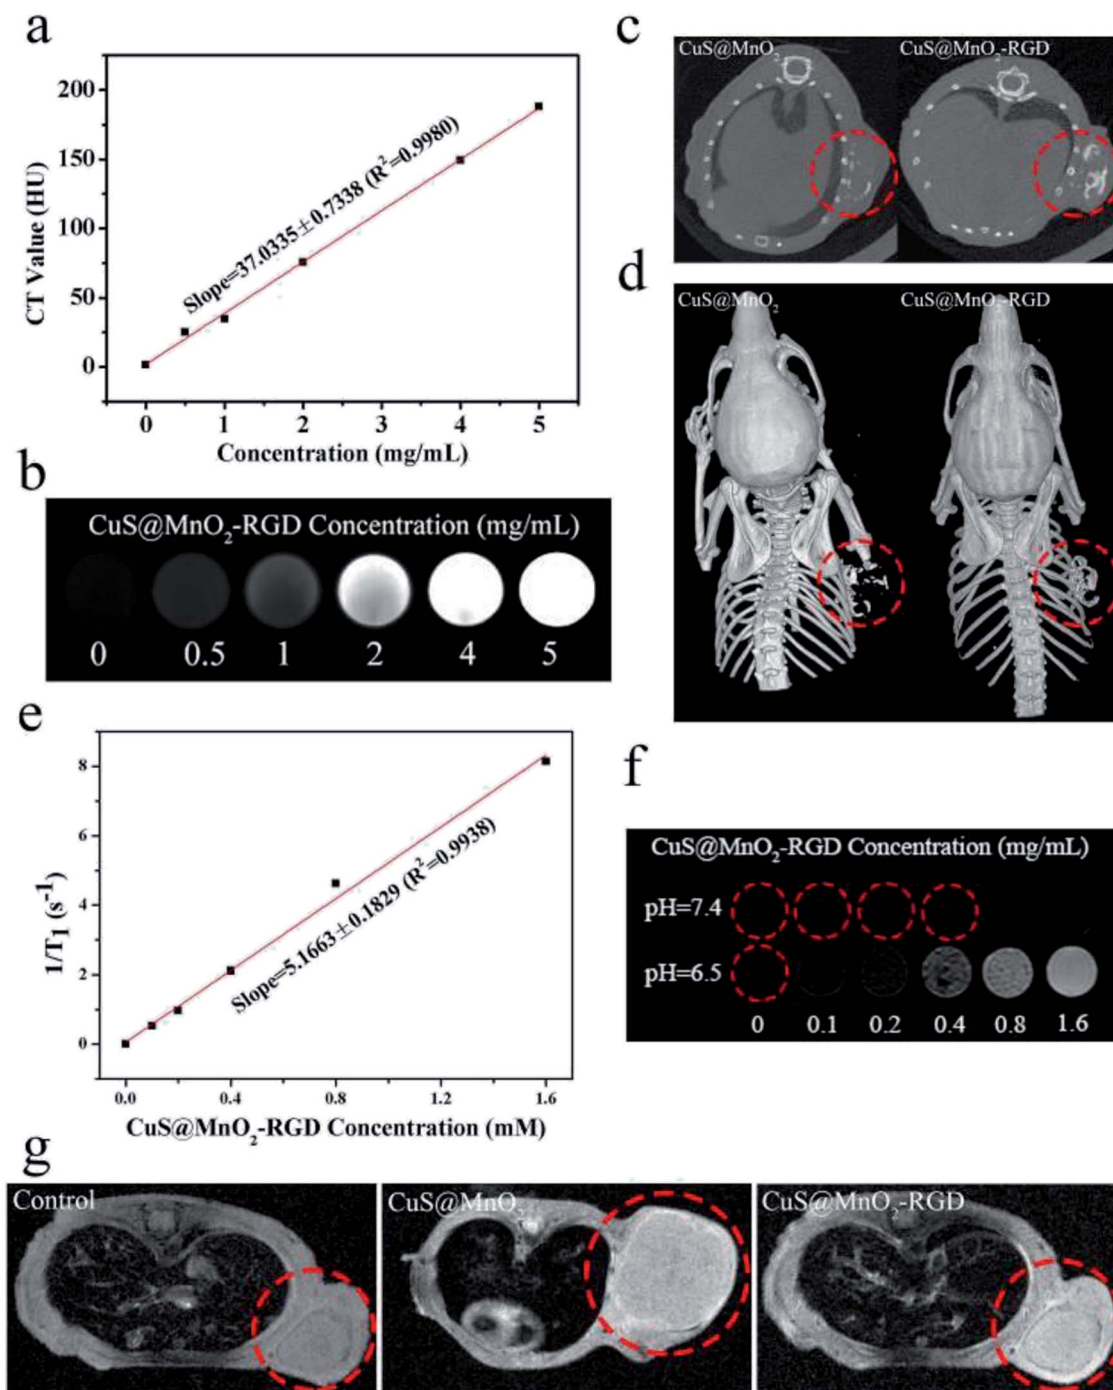 a
CT Value (HU)
200
150
100
50
0
Slope=37.0335±0.7338 (R²=0.9980)
0 1 2 3 4 5
Concentration (mg/mL)
b
CuS@MnO₂-RGD Concentration (mg/mL)
0 0.5 1 2 4 5
c
CuS@MnO₂ CuS@MnO₂-RGD
d
CuS@MnO₂ CuS@MnO₂-RGD
e
1/T₁ (s⁻¹)
8
6
4
2
0
Slope=5.1663±0.1829 (R²=0.9938)
0.0 0.4 0.8 1.2 1.6
CuS@MnO₂-RGD Concentration (mM)
f
CuS@MnO₂-RGD Concentration (mg/mL)
pH=7.4
pH=6.5
0 0.1 0.2 0.4 0.8 1.6
g
Control CuS@MnO₂ CuS@MnO₂-RGD